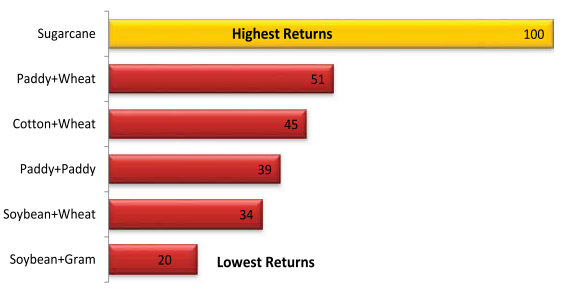 Sugarcane Highest Returns 100
Paddy+Wheat 51
Cotton+Wheat 45
Paddy+Paddy 39
Soybean+Wheat 34
Soybean+Gram 20 Lowest Returns